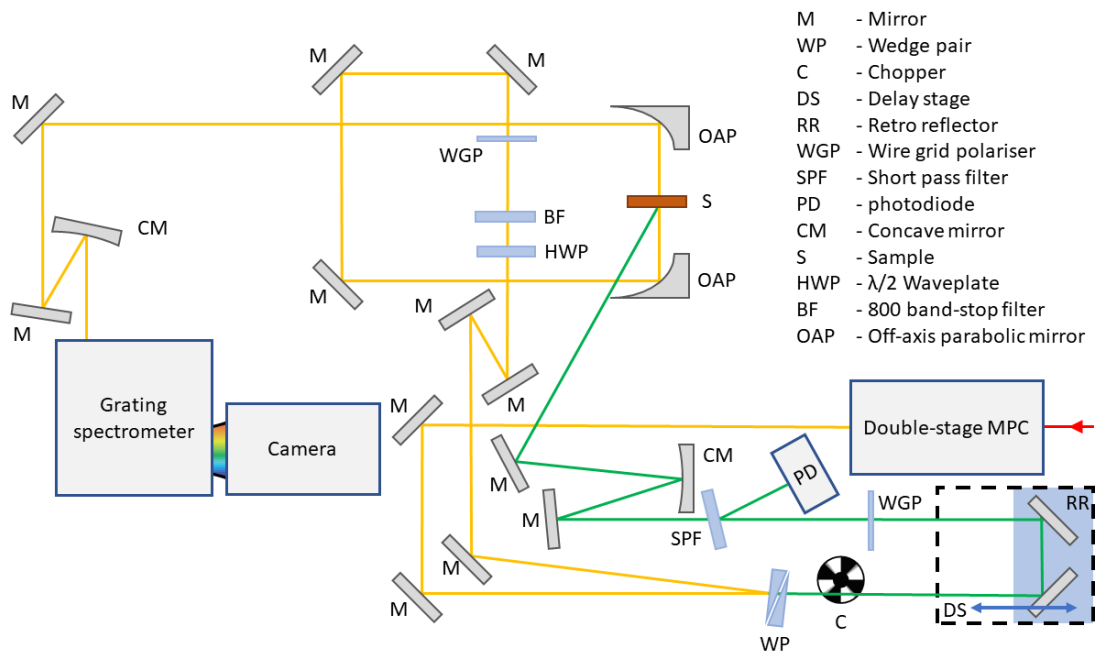 M - Mirror
WP - Wedge pair
C - Chopper
DS - Delay stage
RR - Retro reflector
WGP - Wire grid polariser
SPF - Short pass filter
PD - photodiode
CM - Concave mirror
S - Sample
HWP - λ/2 Waveplate
BF - 800 band-stop filter
OAP - Off-axis parabolic mirror
M
M
M
OAP
WGP
S
BF
CM
HWP
OAP
M
M
M
M
M
Grating
spectrometer
Camera
Double-stage MPC
M
CM
PD
M
WGP
RR
SPF
M
M
DS
C
WP